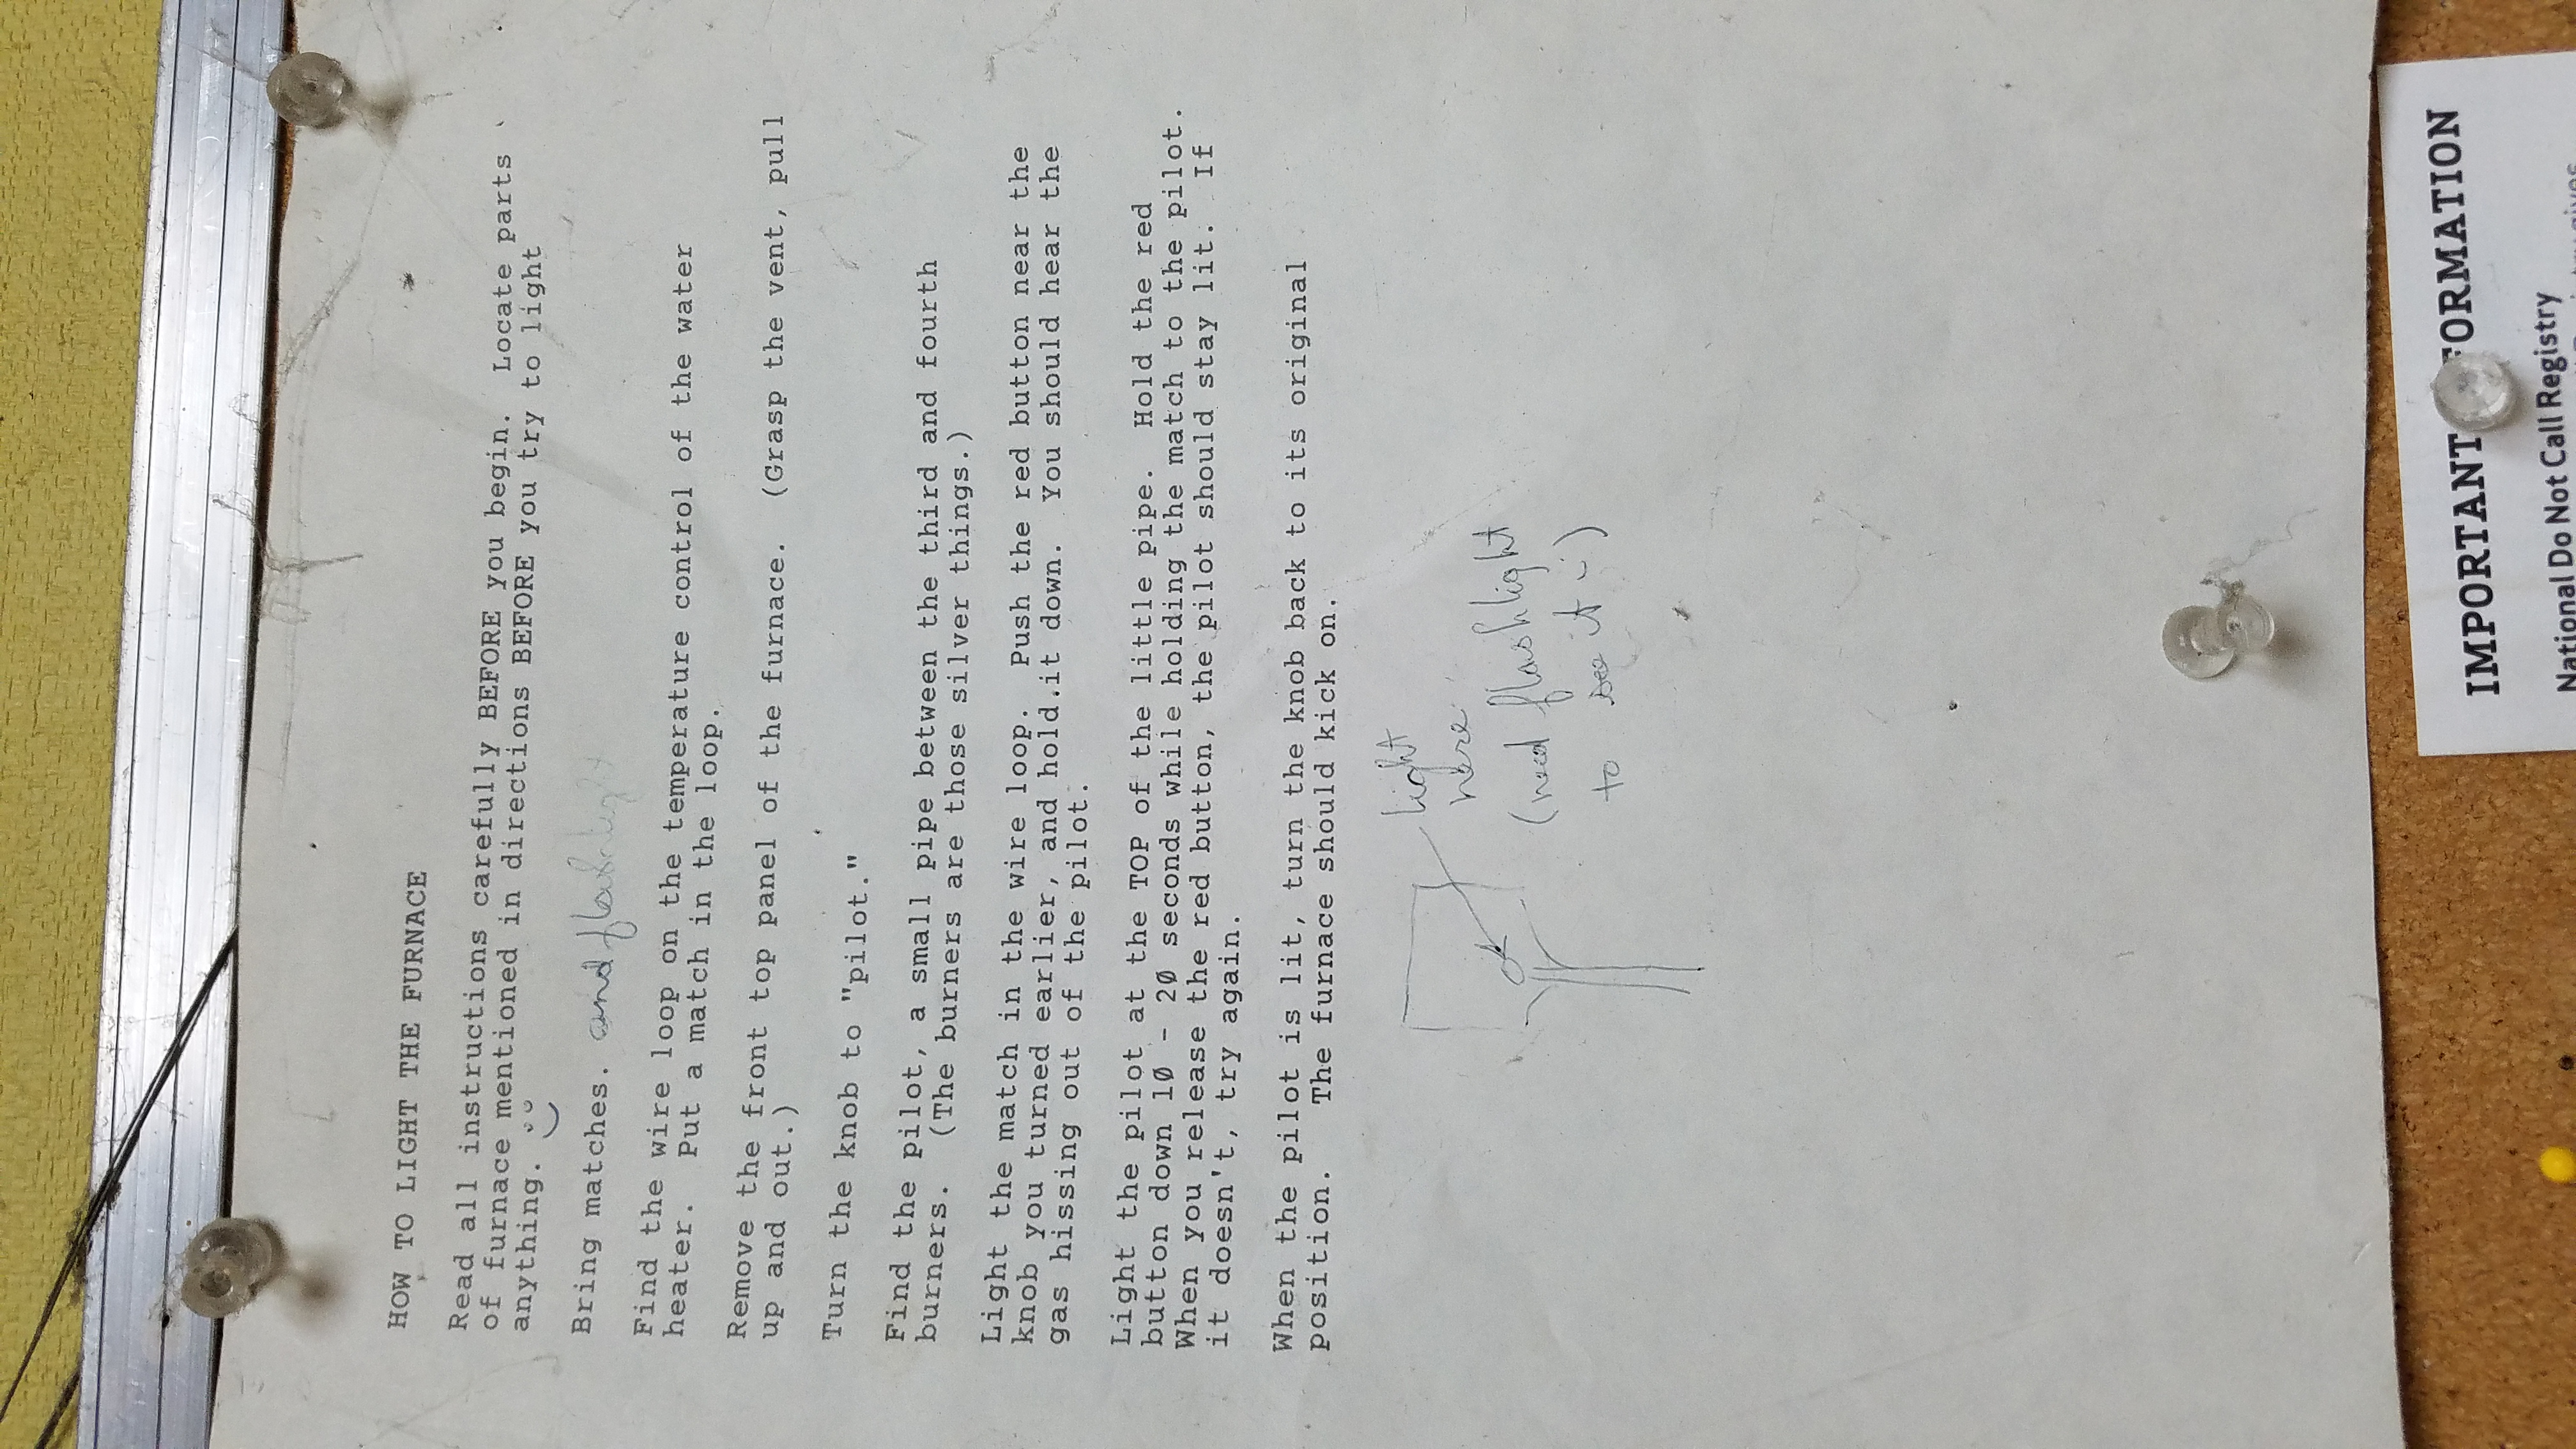 HOW TO LIGHT THE FURNACE
Read all instructions carefully BEFORE you begin. Locate parts
of furnace mentioned in directions BEFORE you try to light
anything.
Bring matches. and flashlight
Find the wire loop on the temperature control of the water
heater. Put a match in the loop.
Remove the front top panel of the furnace. (Grasp the vent, pull
up and out.)
Turn the knob to "pilot."
Find the pilot, a small pipe between the third and fourth
burners. (The burners are those silver things.)
Light the match in the wire loop. Push the red button near the
knob you turned earlier, and hold it down. You should hear the
gas hissing out of the pilot.
Light the pilot at the TOP of the little pipe. Hold the red
button down 10 - 20 seconds while holding the match to the pilot.
When you release the red button, the pilot should stay lit. If
it doesn't, try again.
When the pilot is lit, turn the knob back to its original
position. The furnace should kick on.
light
here
(need flashlight
to see it :)
IMPORTANT FORMATION
National Do Not Call Registry